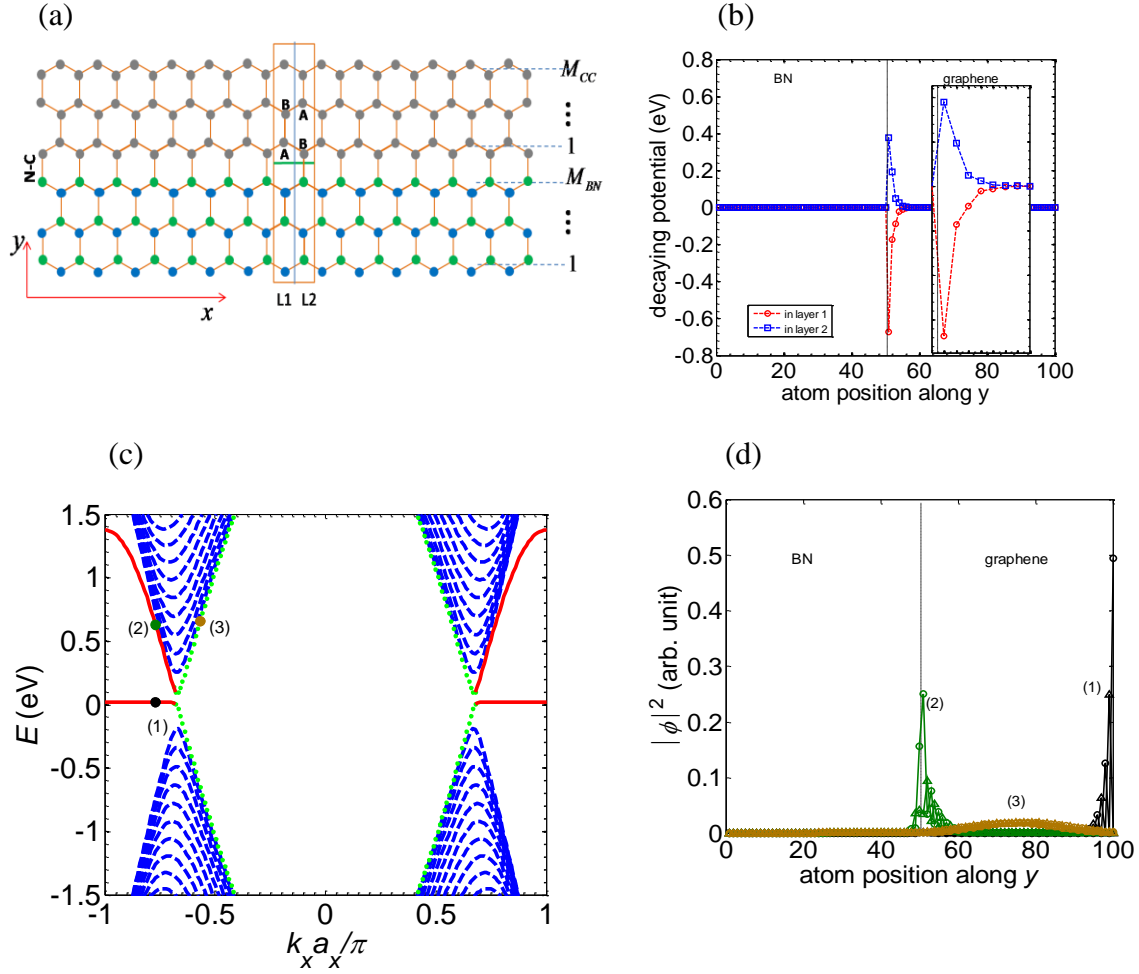 (a)
M_CC
B
A
⋮
B
A
1
N-C
M_BN
⋮
y
1
x
L1 L2
(b)
0.8
0.6
0.4
0.2
0
-0.2
-0.4
-0.6
-0.8
decaying potential (eV)
BN
graphene
in layer 1
in layer 2
0 20 40 60 80 100
atom position along y
(c)
1.5
1
0.5
0
-0.5
-1
-1.5
E (eV)
(2)
(3)
(1)
-1 -0.5 0 0.5 1
k_x a_x/π
(d)
0.6
0.5
0.4
0.3
0.2
0.1
0
|ϕ|² (arb. unit)
BN
graphene
(2)
(1)
(3)
0 20 40 60 80 100
atom position along y